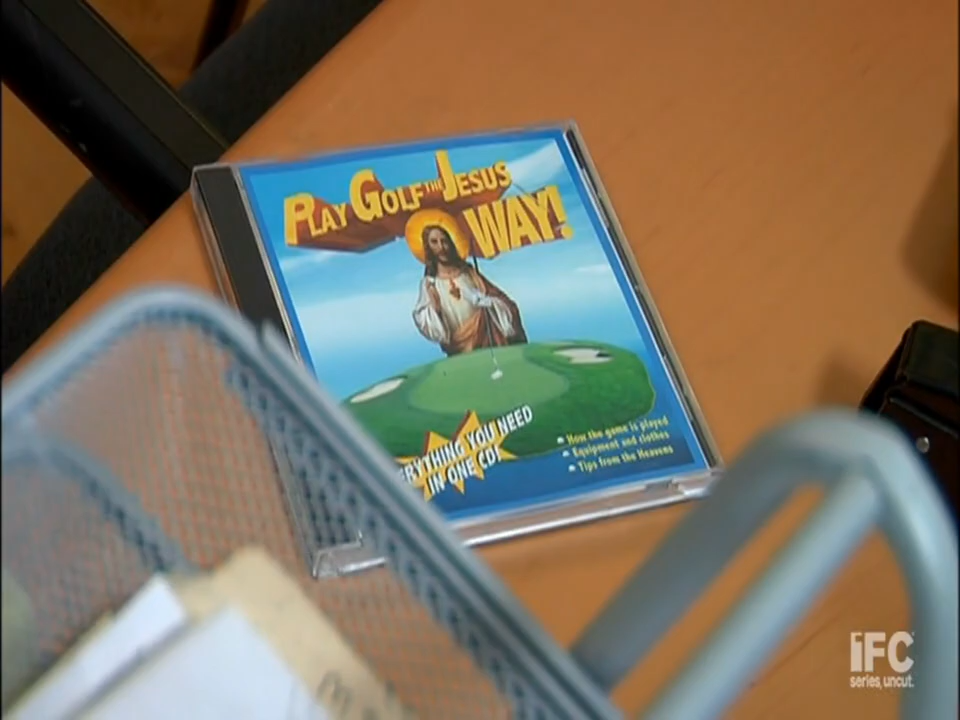 PLAY GOLF THE JESUS
WAY!
EVERYTHING YOU NEED
IN ONE CD!
How the game is played
Equipment and clothes
Tips from the Heavens
iFC
series, uncut.